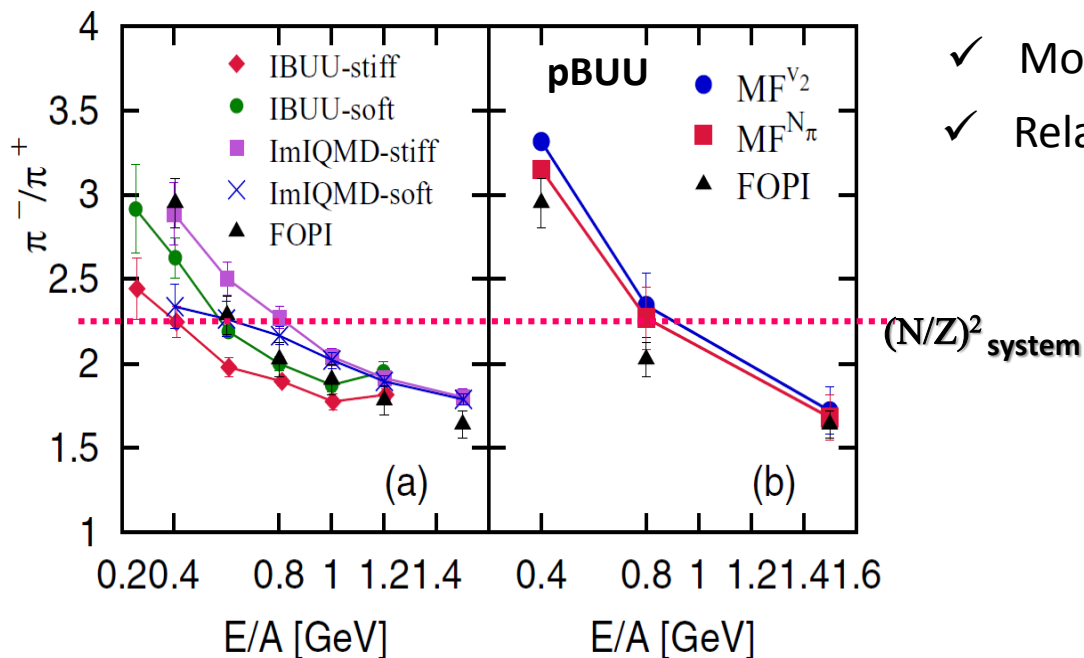 4
3.5
3
2.5
2
1.5
1
π⁻/π⁺
IBUU-stiff
IBUU-soft
ImIQMD-stiff
ImIQMD-soft
FOPI
(a)
0.20.4 0.8 1 1.21.4
E/A [GeV]
pBUU
MF^v₂
MF^Nπ
FOPI
(b)
0.4 0.8 1 1.21.41.6
E/A [GeV]
(N/Z)² system
✓ Mo
✓ Rela